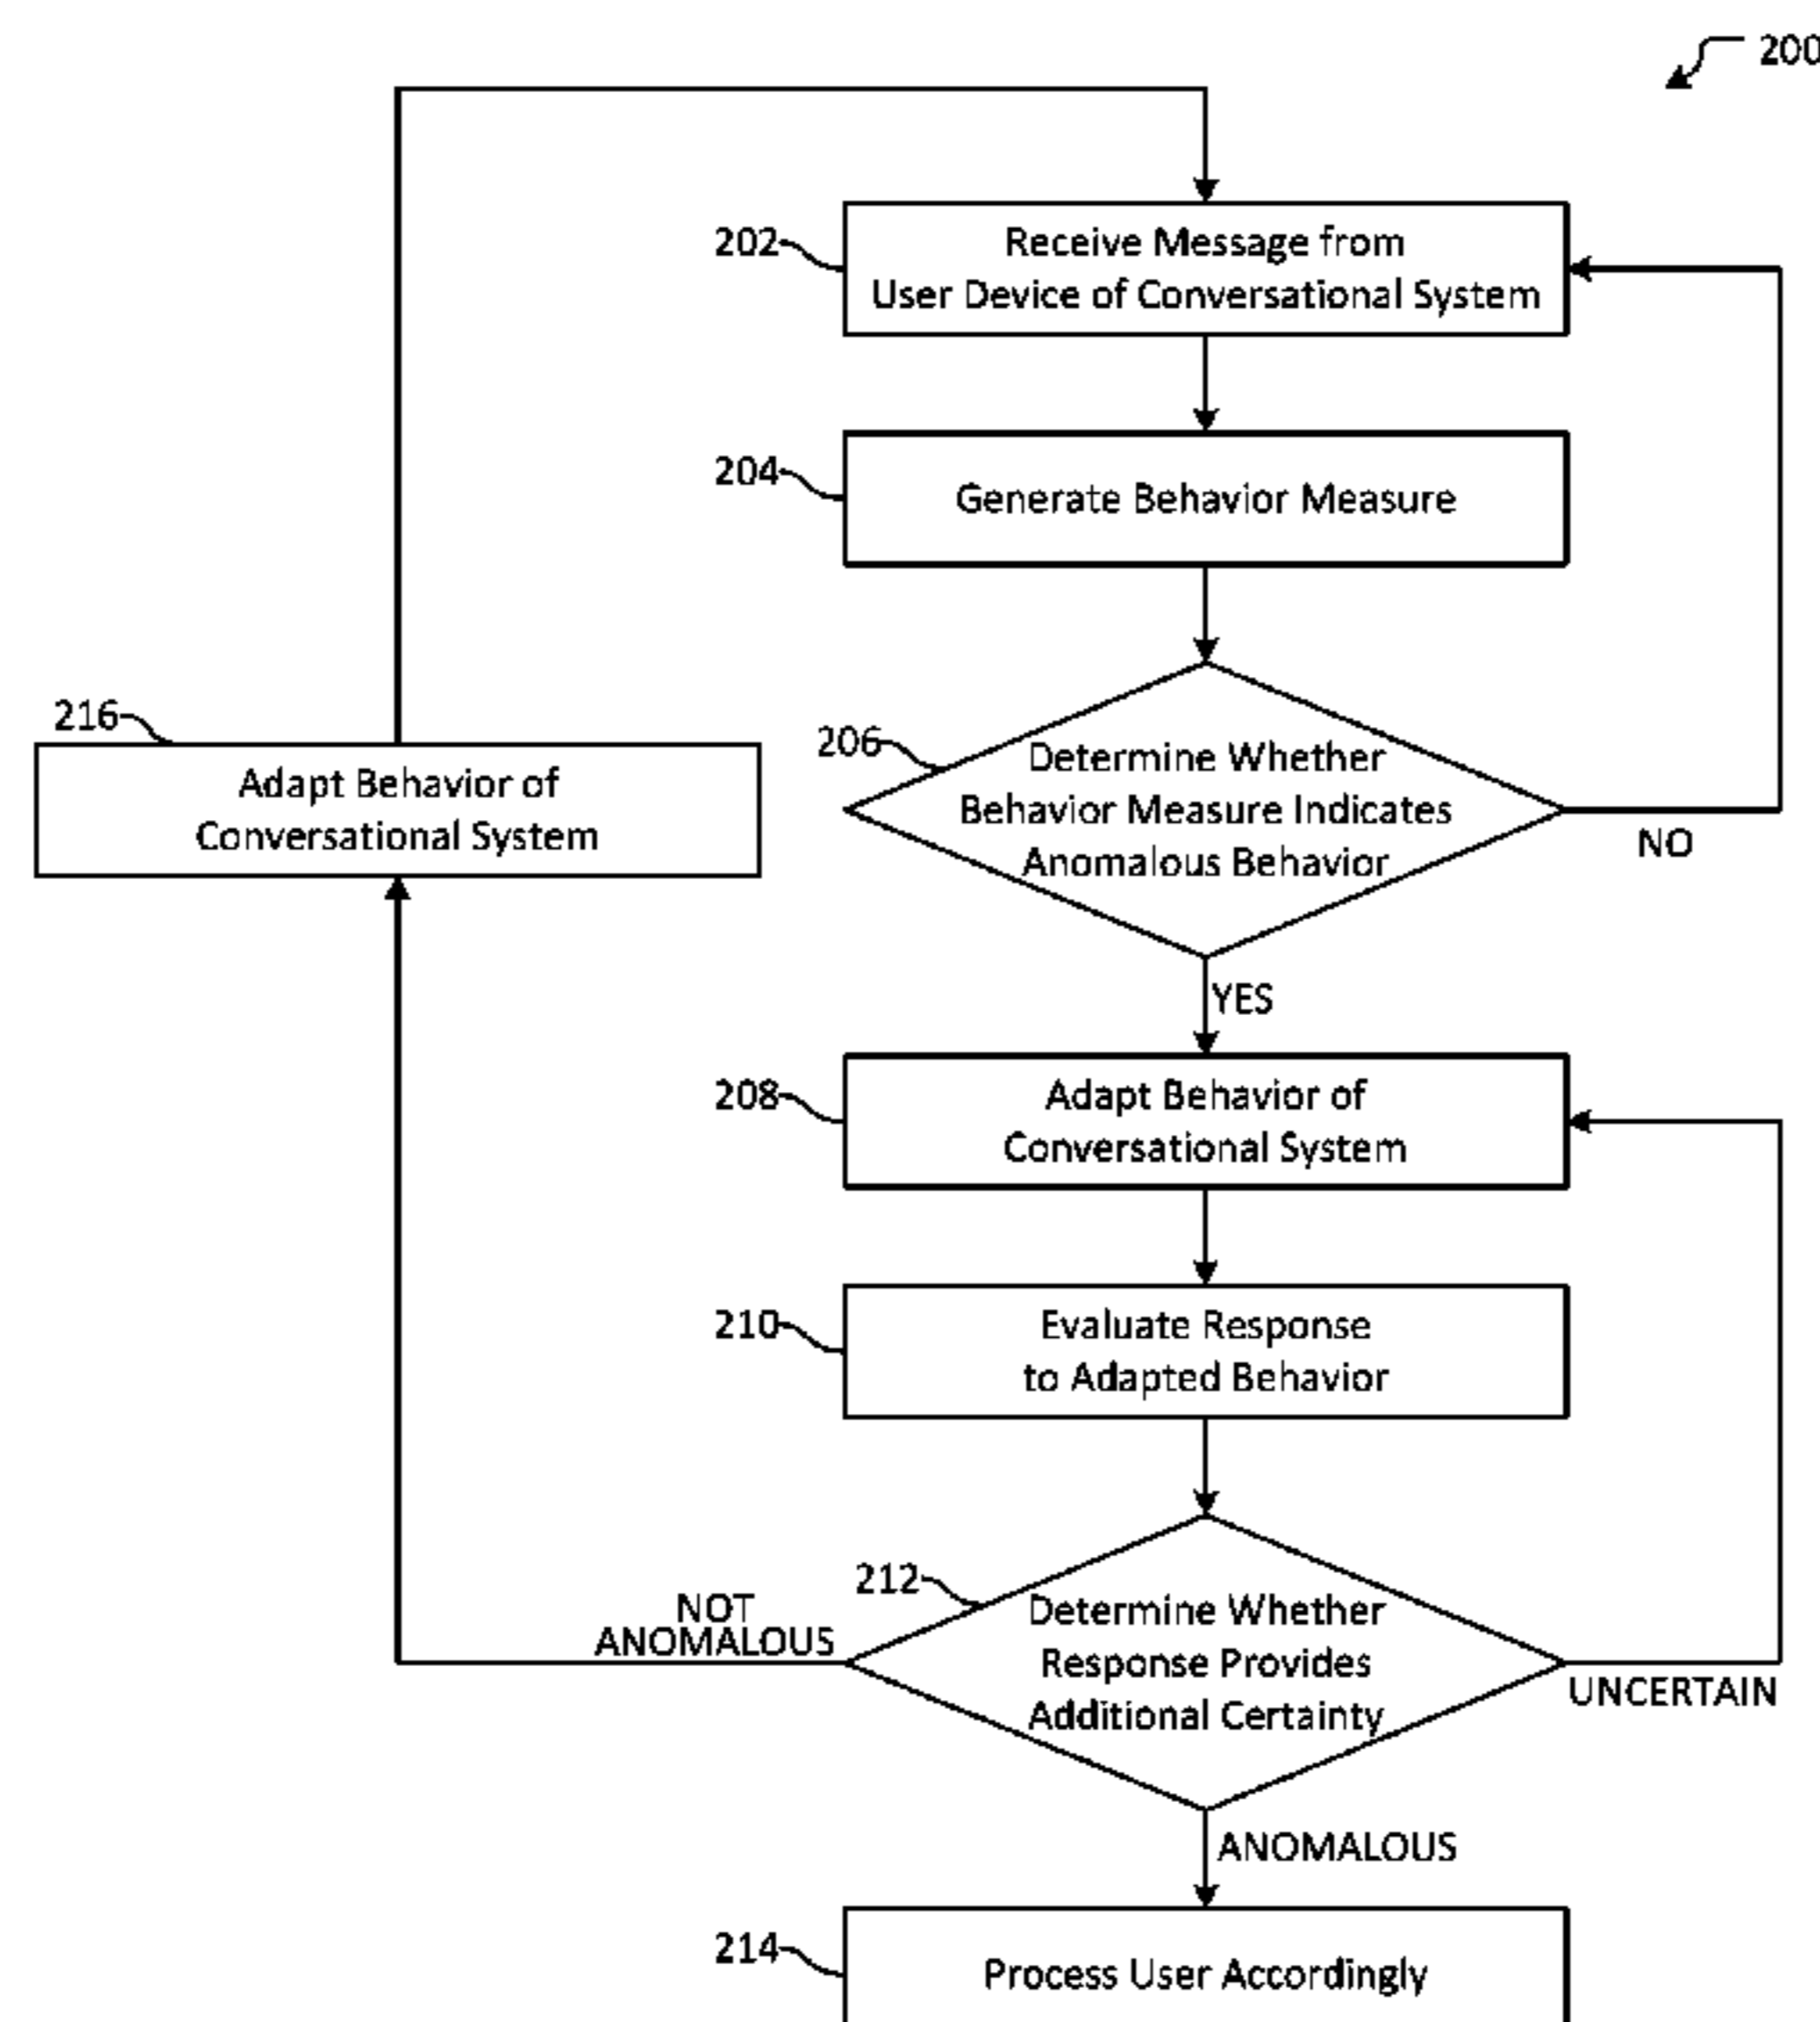 200
202
Receive Message from
User Device of Conversational System
204
Generate Behavior Measure
216
Adapt Behavior of
Conversational System
206
Determine Whether
Behavior Measure Indicates
Anomalous Behavior
NO
YES
208
Adapt Behavior of
Conversational System
210
Evaluate Response
to Adapted Behavior
212
Determine Whether
Response Provides
Additional Certainty
NOT
ANOMALOUS
UNCERTAIN
ANOMALOUS
214
Process User Accordingly